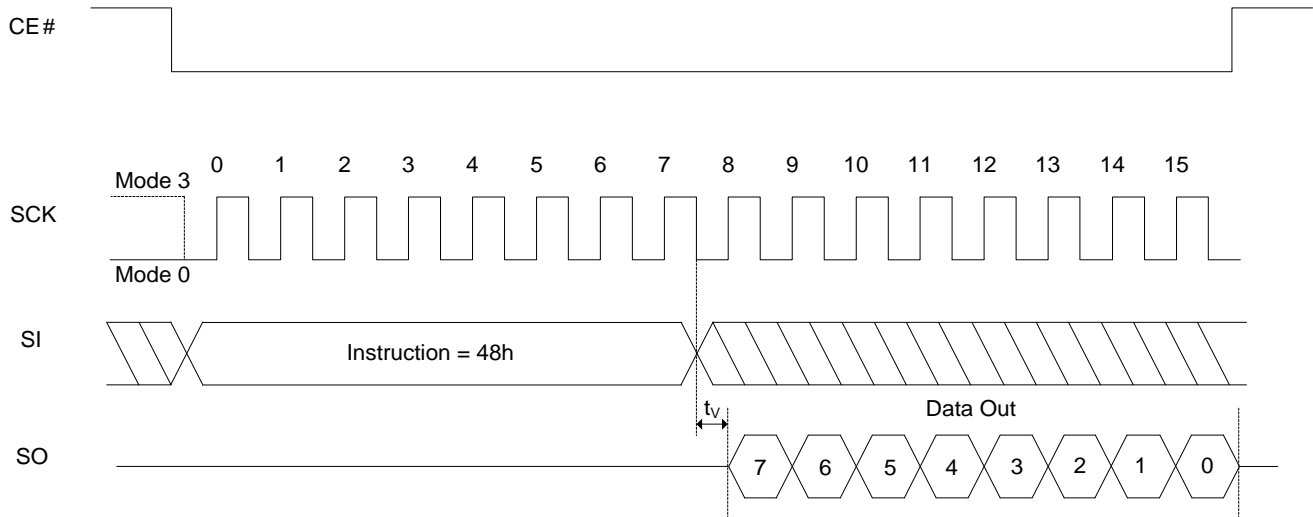 CE#
0 1 2 3 4 5 6 7 8 9 10 11 12 13 14 15
Mode 3
SCK
Mode 0
SI
Instruction = 48h
tV
Data Out
SO
7 6 5 4 3 2 1 0